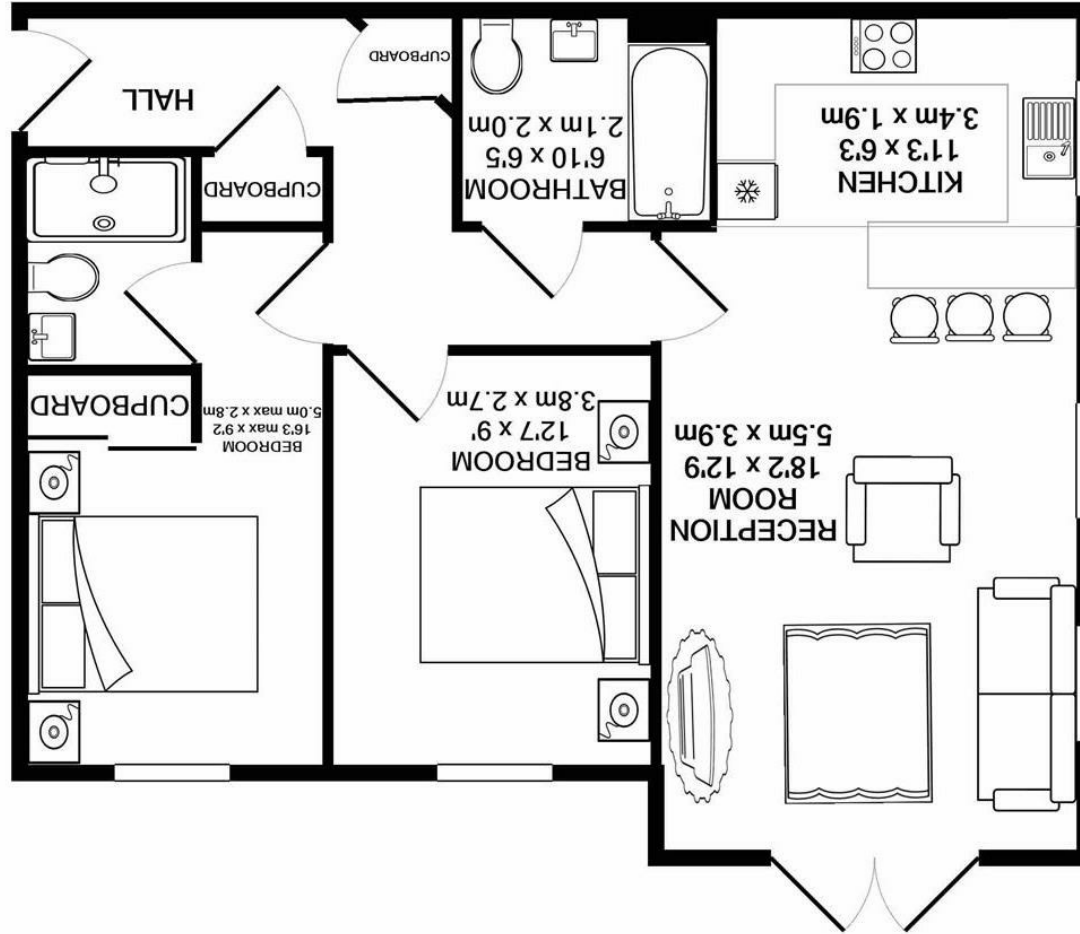 RECEPTION
ROOM
18'2 x 12'9
5.5m x 3.9m
BEDROOM
12'7 x 9'
3.8m x 2.7m
BEDROOM
16'3 max x 9'2
5.0m max x 2.8m
CUPBOARD
KITCHEN
11'3 x 6'3
3.4m x 1.9m
BATHROOM
6'10 x 6'5
2.1m x 2.0m
CUPBOARD
HALL
CUPBOARD